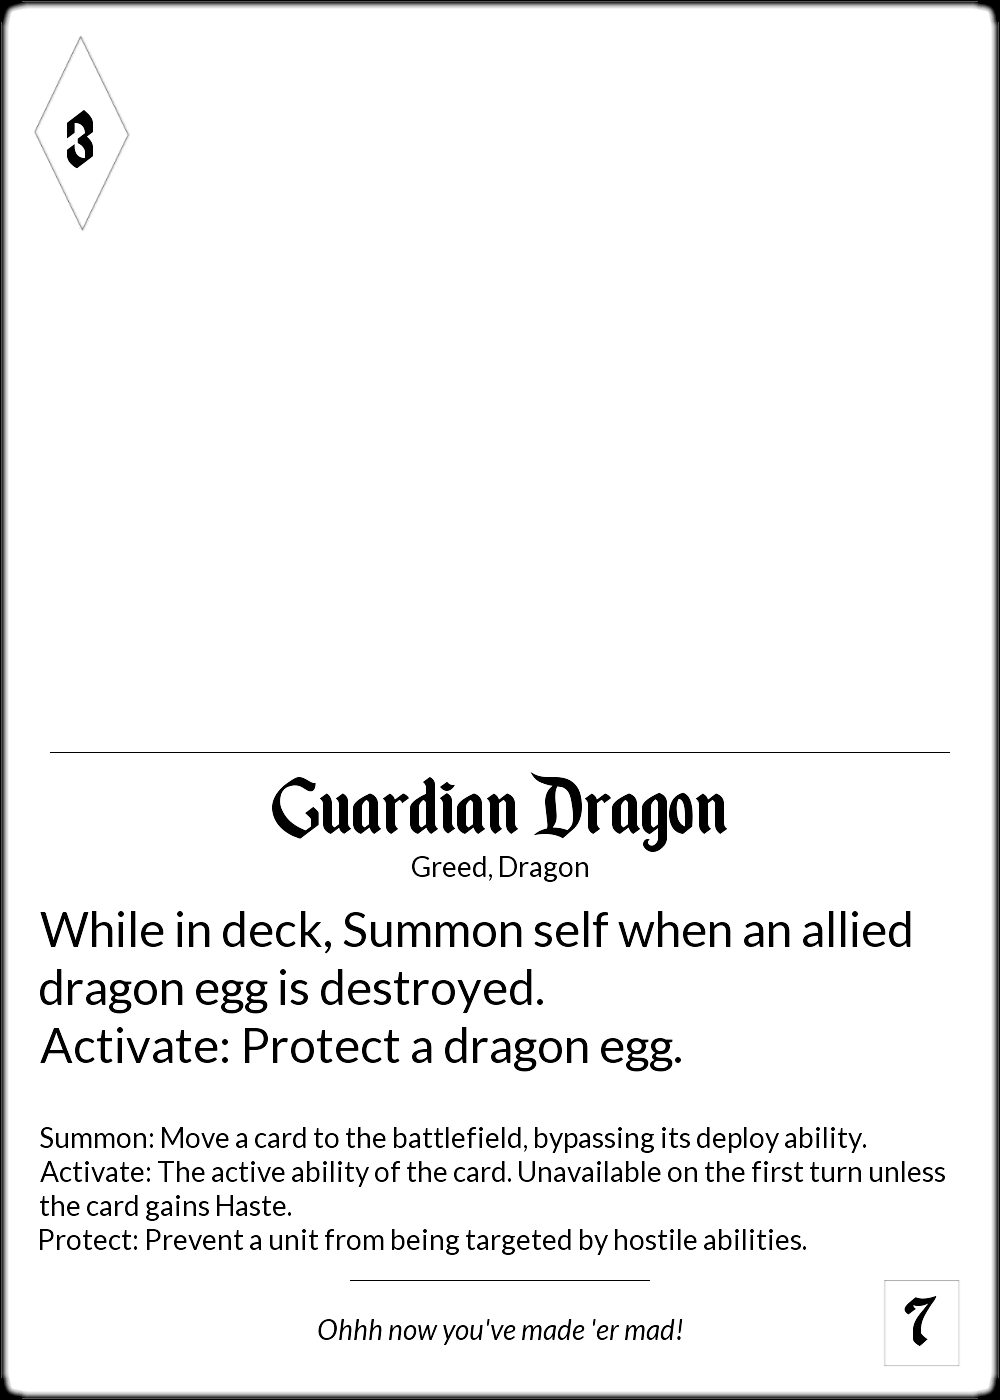 3
Guardian Dragon
Greed, Dragon
While in deck, Summon self when an allied
dragon egg is destroyed.
Activate: Protect a dragon egg.
Summon: Move a card to the battlefield, bypassing its deploy ability.
Activate: The active ability of the card. Unavailable on the first turn unless
the card gains Haste.
Protect: Prevent a unit from being targeted by hostile abilities.
Ohhh now you've made 'er mad!
7